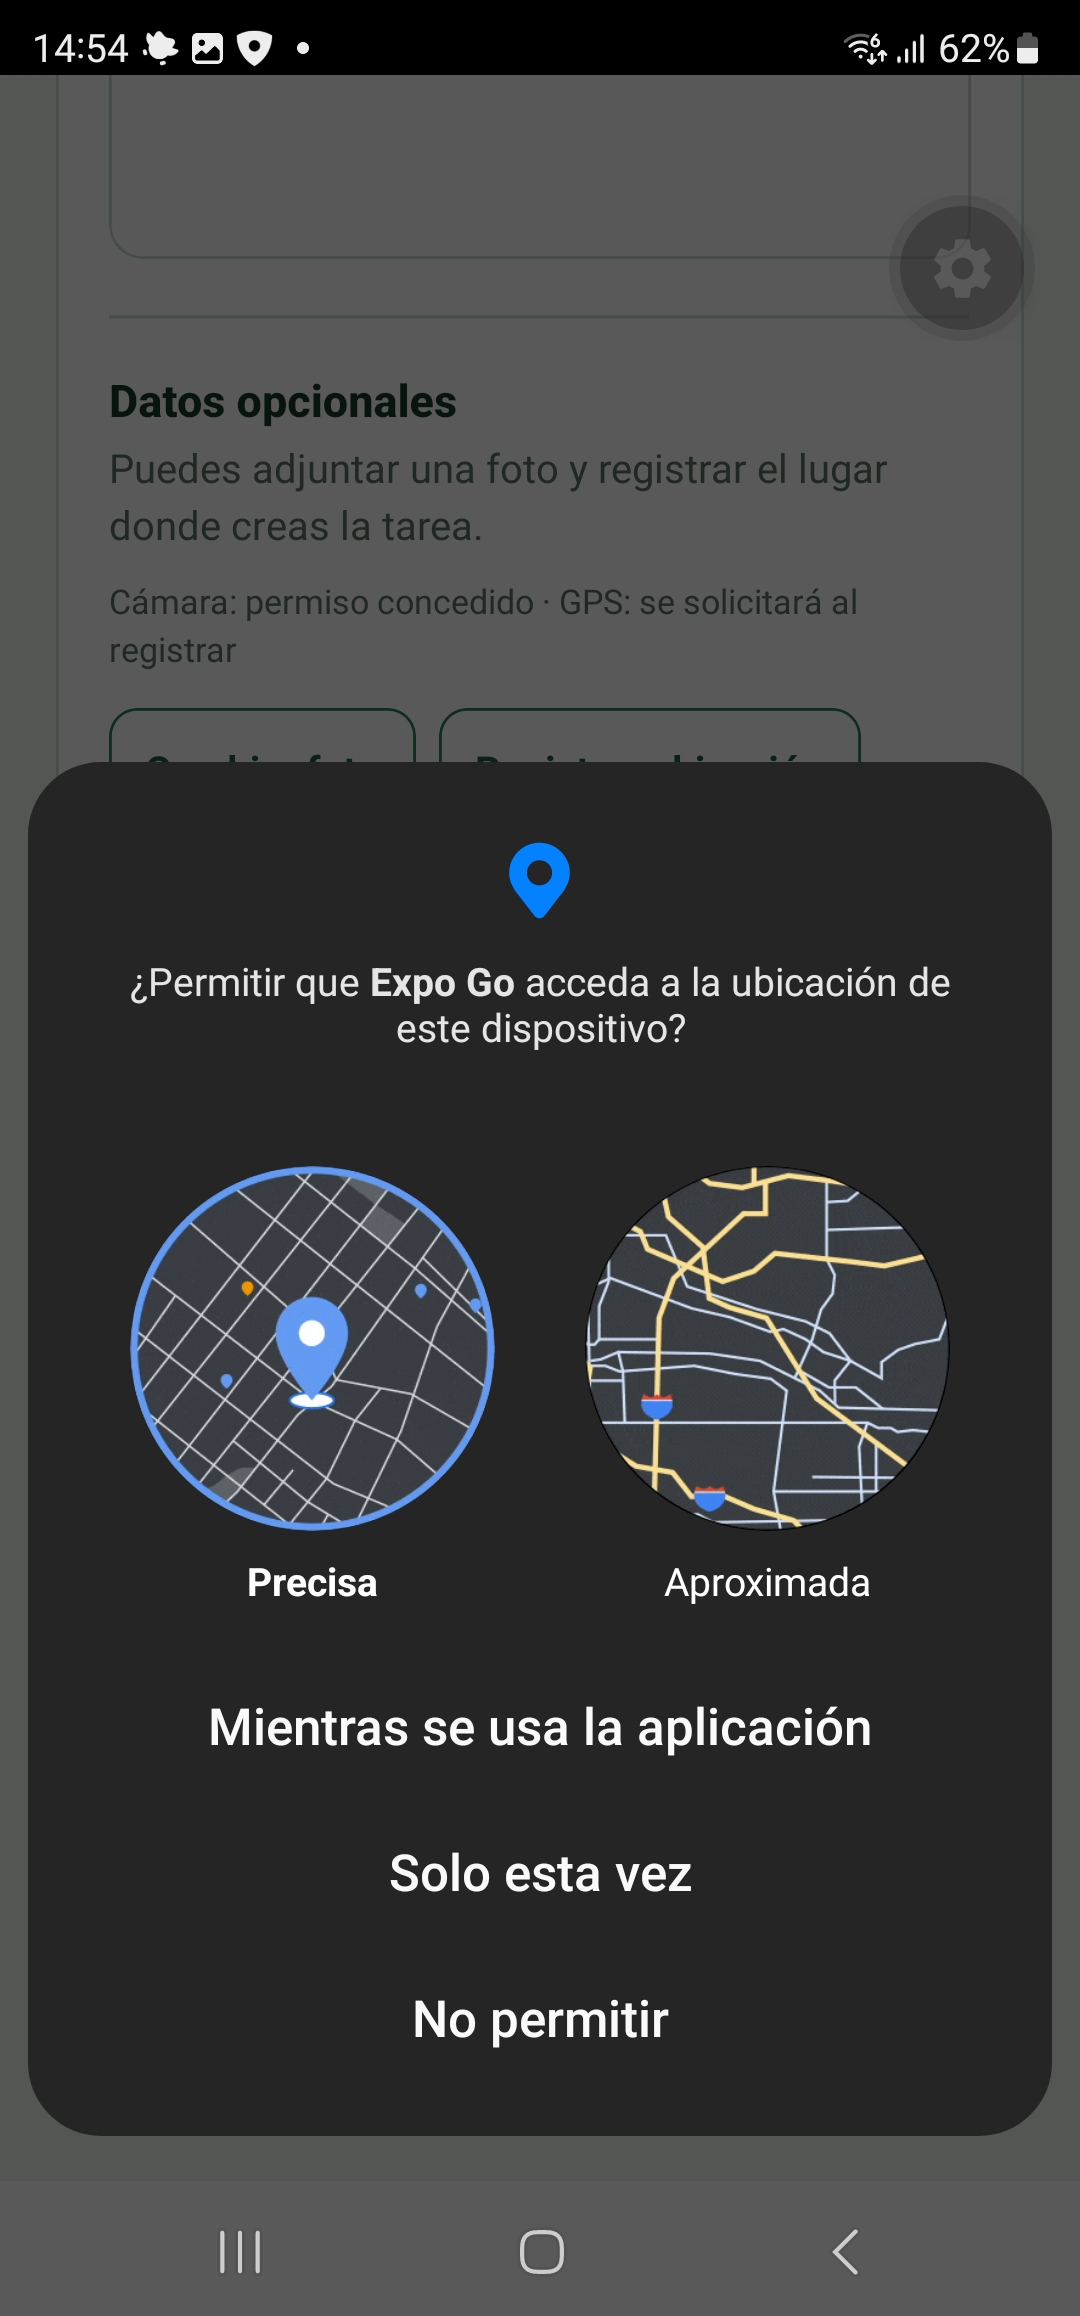 14:54
62%
Datos opcionales
Puedes adjuntar una foto y registrar el lugar
donde creas la tarea.
Cámara: permiso concedido · GPS: se solicitará al
registrar
¿Permitir que Expo Go acceda a la ubicación de
este dispositivo?
Precisa
Aproximada
Mientras se usa la aplicación
Solo esta vez
No permitir